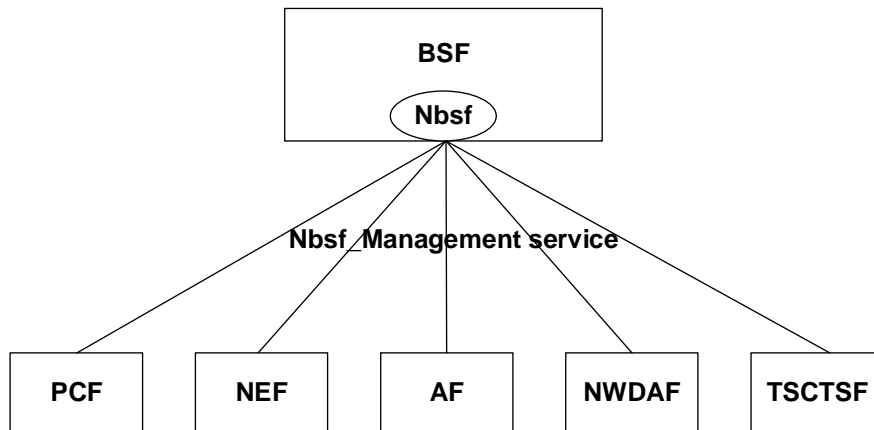 BSF
Nbsf
Nbsf_Management service
PCF
NEF
AF
NWDAF
TSCTSF